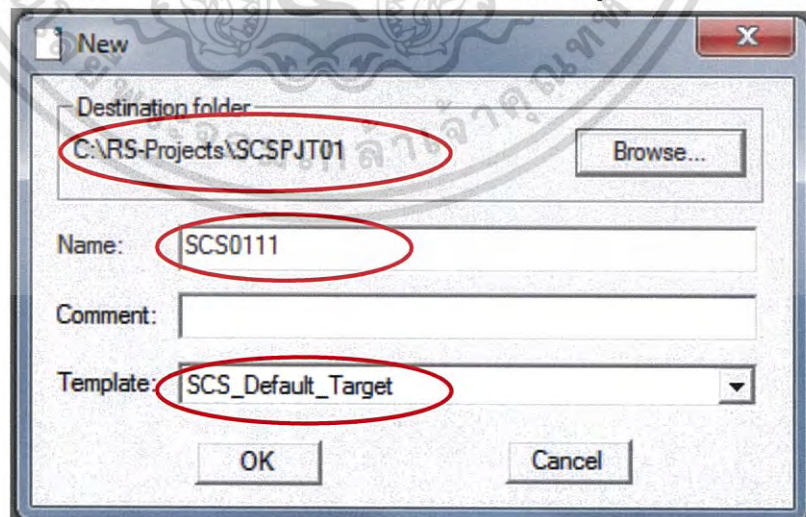 New
Destination folder
C:\RS-Projects\SCSPJT01
Browse...
Name: SCS0111
Comment:
Template: SCS_Default_Target
OK Cancel